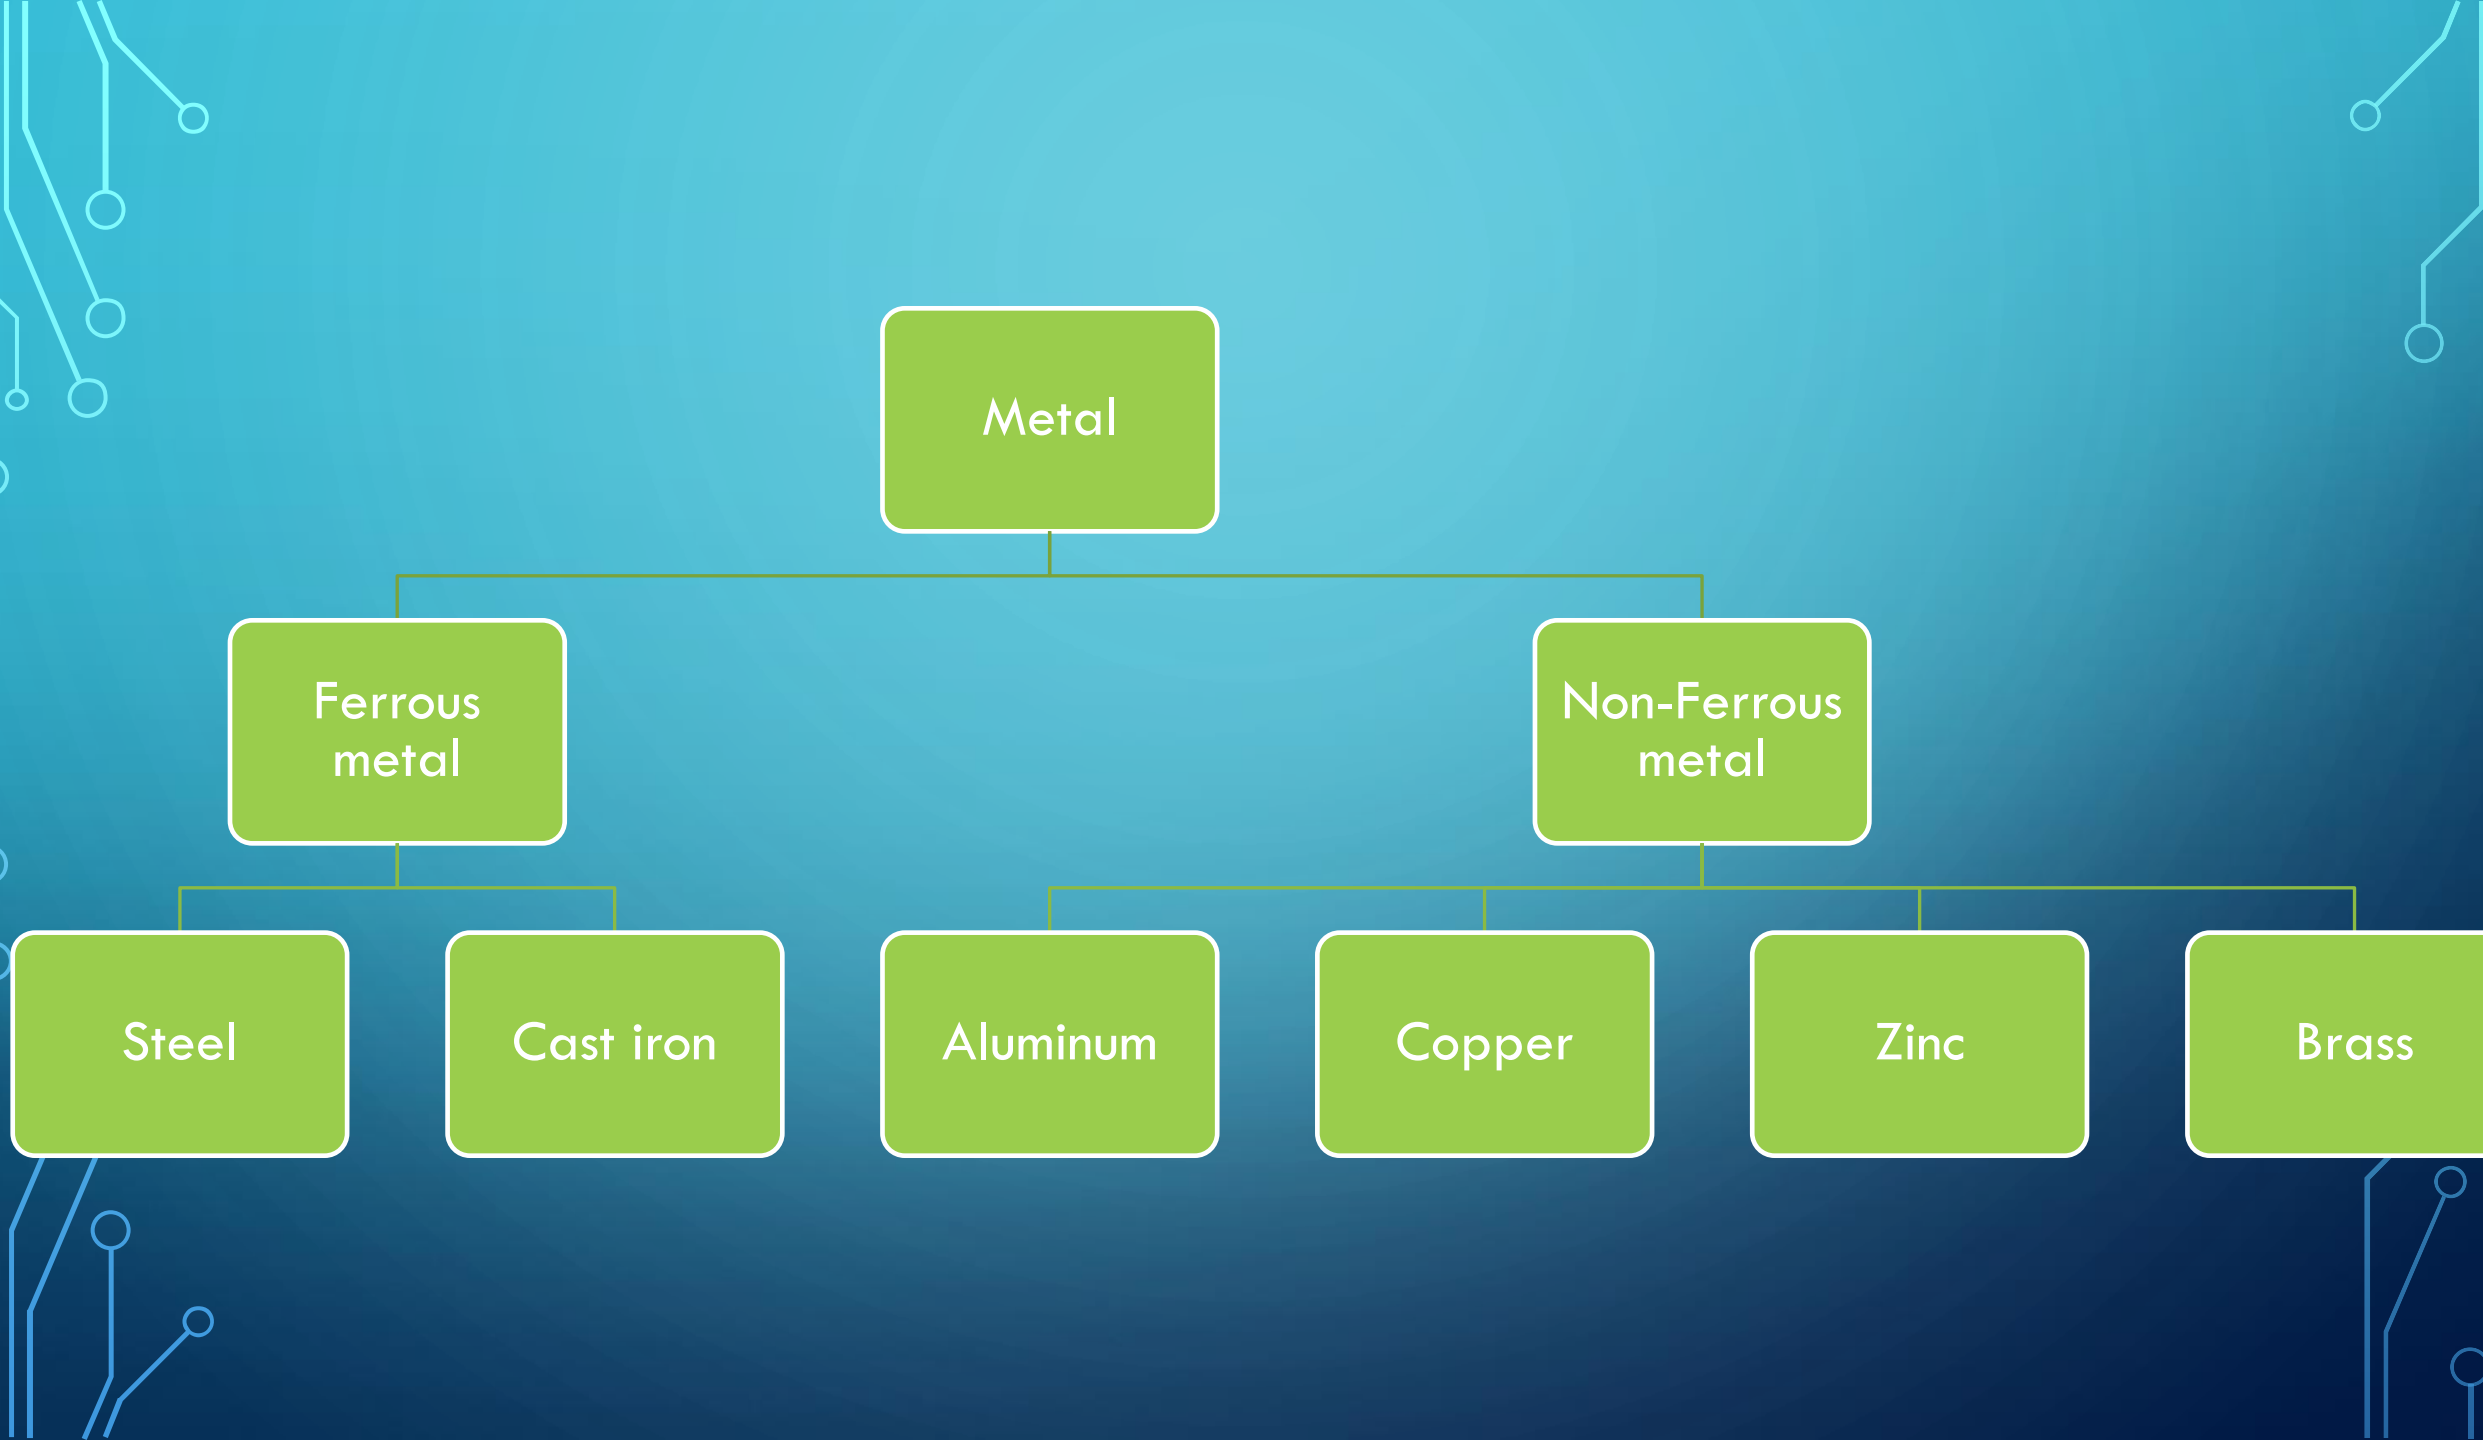 Metal
Ferrous
metal
Non-Ferrous
metal
Steel
Cast iron
Aluminum
Copper
Zinc
Brass